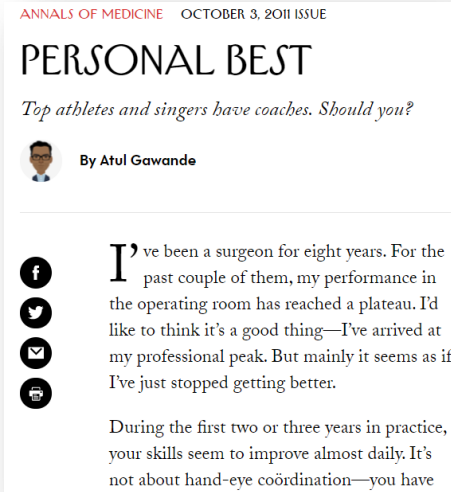 ANNALS OF MEDICINE OCTOBER 3, 2011 ISSUE
PERSONAL BEST
Top athletes and singers have coaches. Should you?
By Atul Gawande
I’ve been a surgeon for eight years. For the
past couple of them, my performance in
the operating room has reached a plateau. I’d
like to think it’s a good thing—I’ve arrived at
my professional peak. But mainly it seems as if
I’ve just stopped getting better.
During the first two or three years in practice,
your skills seem to improve almost daily. It’s
not about hand-eye coördination—you have